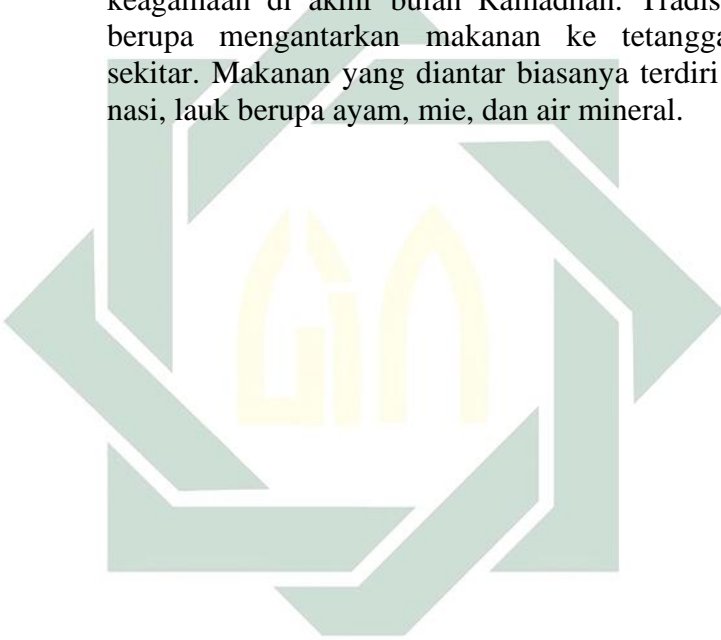 keagamaan di akhir bulan Ramadhan. Tradis
berupa mengantarkan makanan ke tetangga
sekitar. Makanan yang diantar biasanya terdiri
nasi, lauk berupa ayam, mie, dan air mineral.
UIN